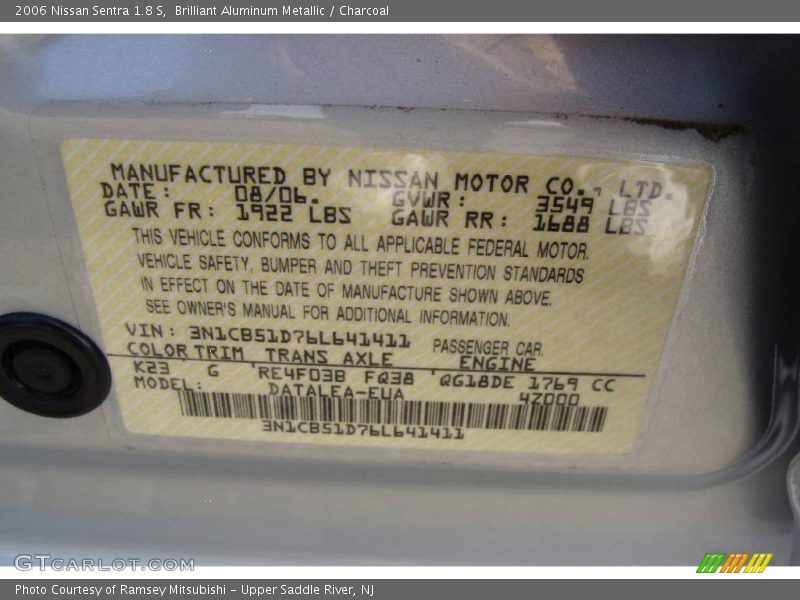 2006 Nissan Sentra 1.8 S, Brilliant Aluminum Metallic / Charcoal
MANUFACTURED BY NISSAN MOTOR CO., LTD.
DATE: 08/06. GVWR: 3549 LBS
GAWR FR: 1922 LBS GAWR RR: 1688 LBS
THIS VEHICLE CONFORMS TO ALL APPLICABLE FEDERAL MOTOR.
VEHICLE SAFETY, BUMPER AND THEFT PREVENTION STANDARDS
IN EFFECT ON THE DATE OF MANUFACTURE SHOWN ABOVE.
SEE OWNER'S MANUAL FOR ADDITIONAL INFORMATION.
VIN: 3N1CB51D76L641411 PASSENGER CAR.
COLOR TRIM TRANS AXLE ENGINE
K23 G RE4F03B FQ38 QG18DE 1769 CC
MODEL: DATALEA-EUA 4Z000
3N1CB51D76L641411
GTCARLOT.COM
Photo Courtesy of Ramsey Mitsubishi - Upper Saddle River, NJ